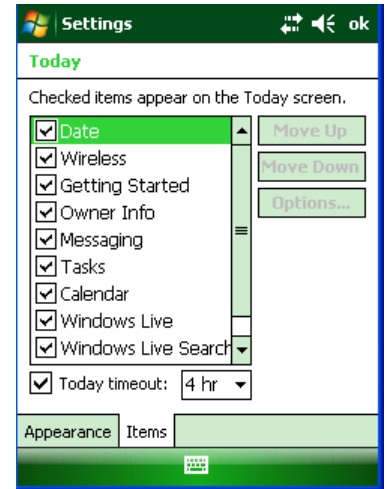 Settings ok
Today
Checked items appear on the Today screen.
Date
Wireless
Getting Started
Owner Info
Messaging
Tasks
Calendar
Windows Live
Windows Live Search
Move Up
Move Down
Options...
Today timeout: 4 hr
Appearance Items